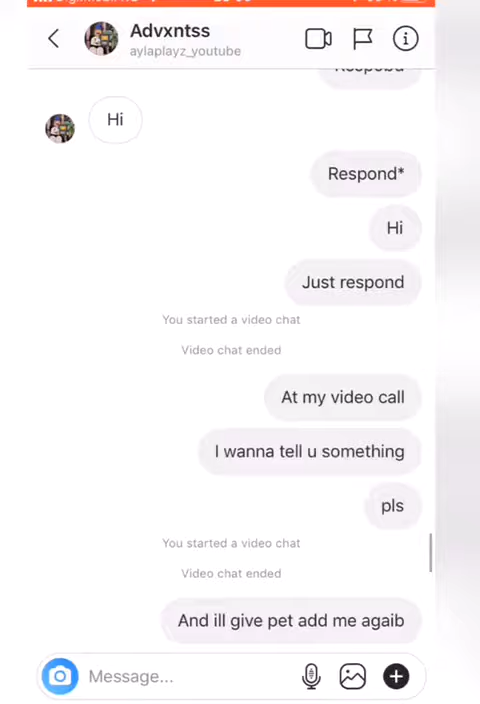 Advxntss
aylaplayz_youtube
Hi
Respond*
Hi
Just respond
You started a video chat
Video chat ended
At my video call
I wanna tell u something
pls
You started a video chat
Video chat ended
And ill give pet add me agaib
Message...